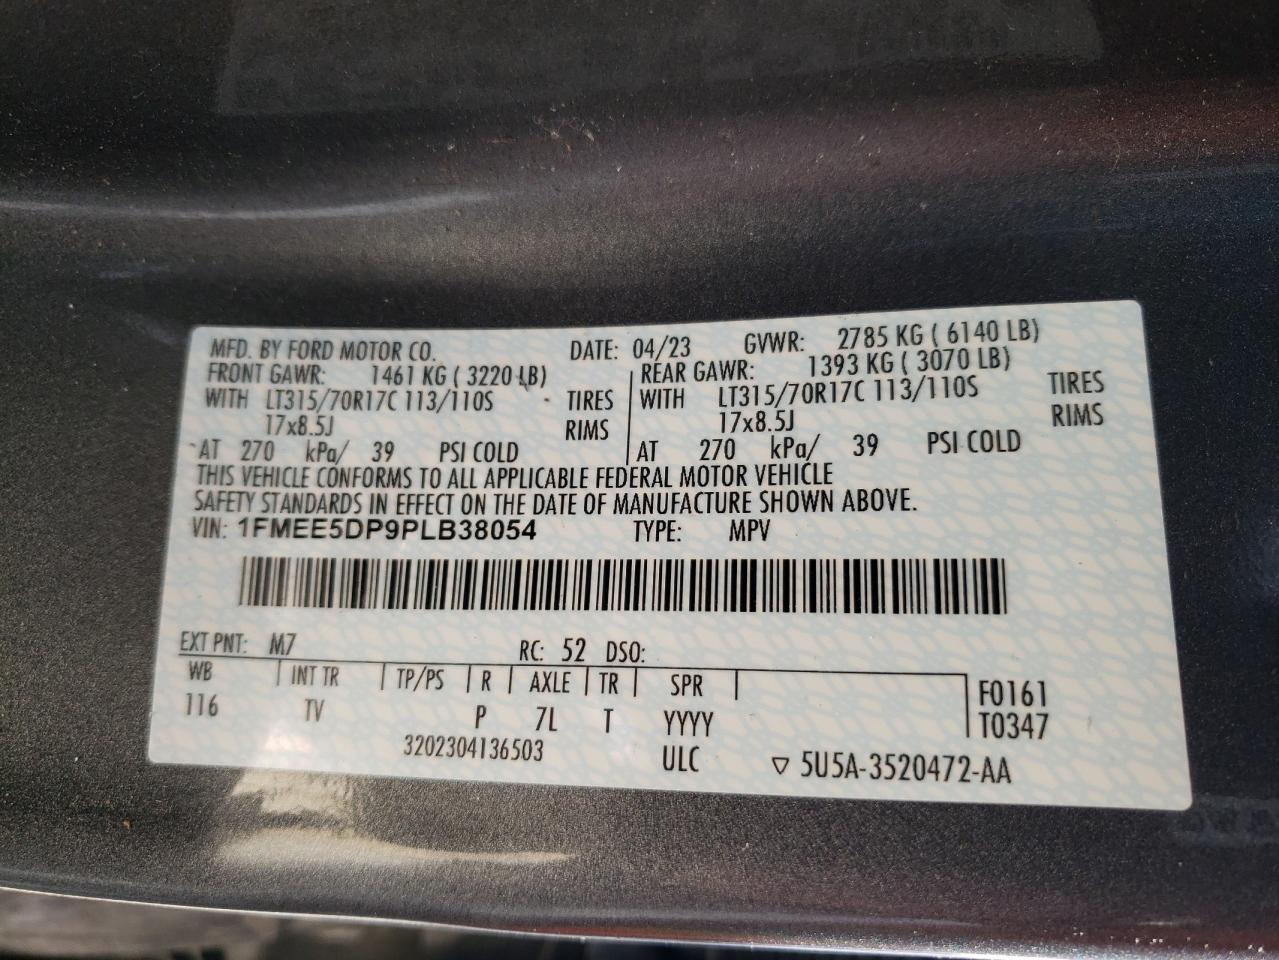 MFD. BY FORD MOTOR CO. DATE: 04/23 GVWR: 2785 KG ( 6140 LB)
FRONT GAWR: 1461 KG ( 3220 LB) REAR GAWR: 1393 KG ( 3070 LB)
WITH LT315/70R17C 113/110S TIRES WITH LT315/70R17C 113/110S TIRES
17x8.5J RIMS 17x8.5J RIMS
AT 270 kPa/ 39 PSI COLD AT 270 kPa/ 39 PSI COLD
THIS VEHICLE CONFORMS TO ALL APPLICABLE FEDERAL MOTOR VEHICLE
SAFETY STANDARDS IN EFFECT ON THE DATE OF MANUFACTURE SHOWN ABOVE.
VIN: 1FMEE5DP9PLB38054 TYPE: MPV
EXT PNT: M7 RC: 52 DSO:
WB INT TR TP/PS R AXLE TR SPR F0161
116 TV P 7L T YYYY T0347
3202304136503 ULC ▽ 5U5A-3520472-AA